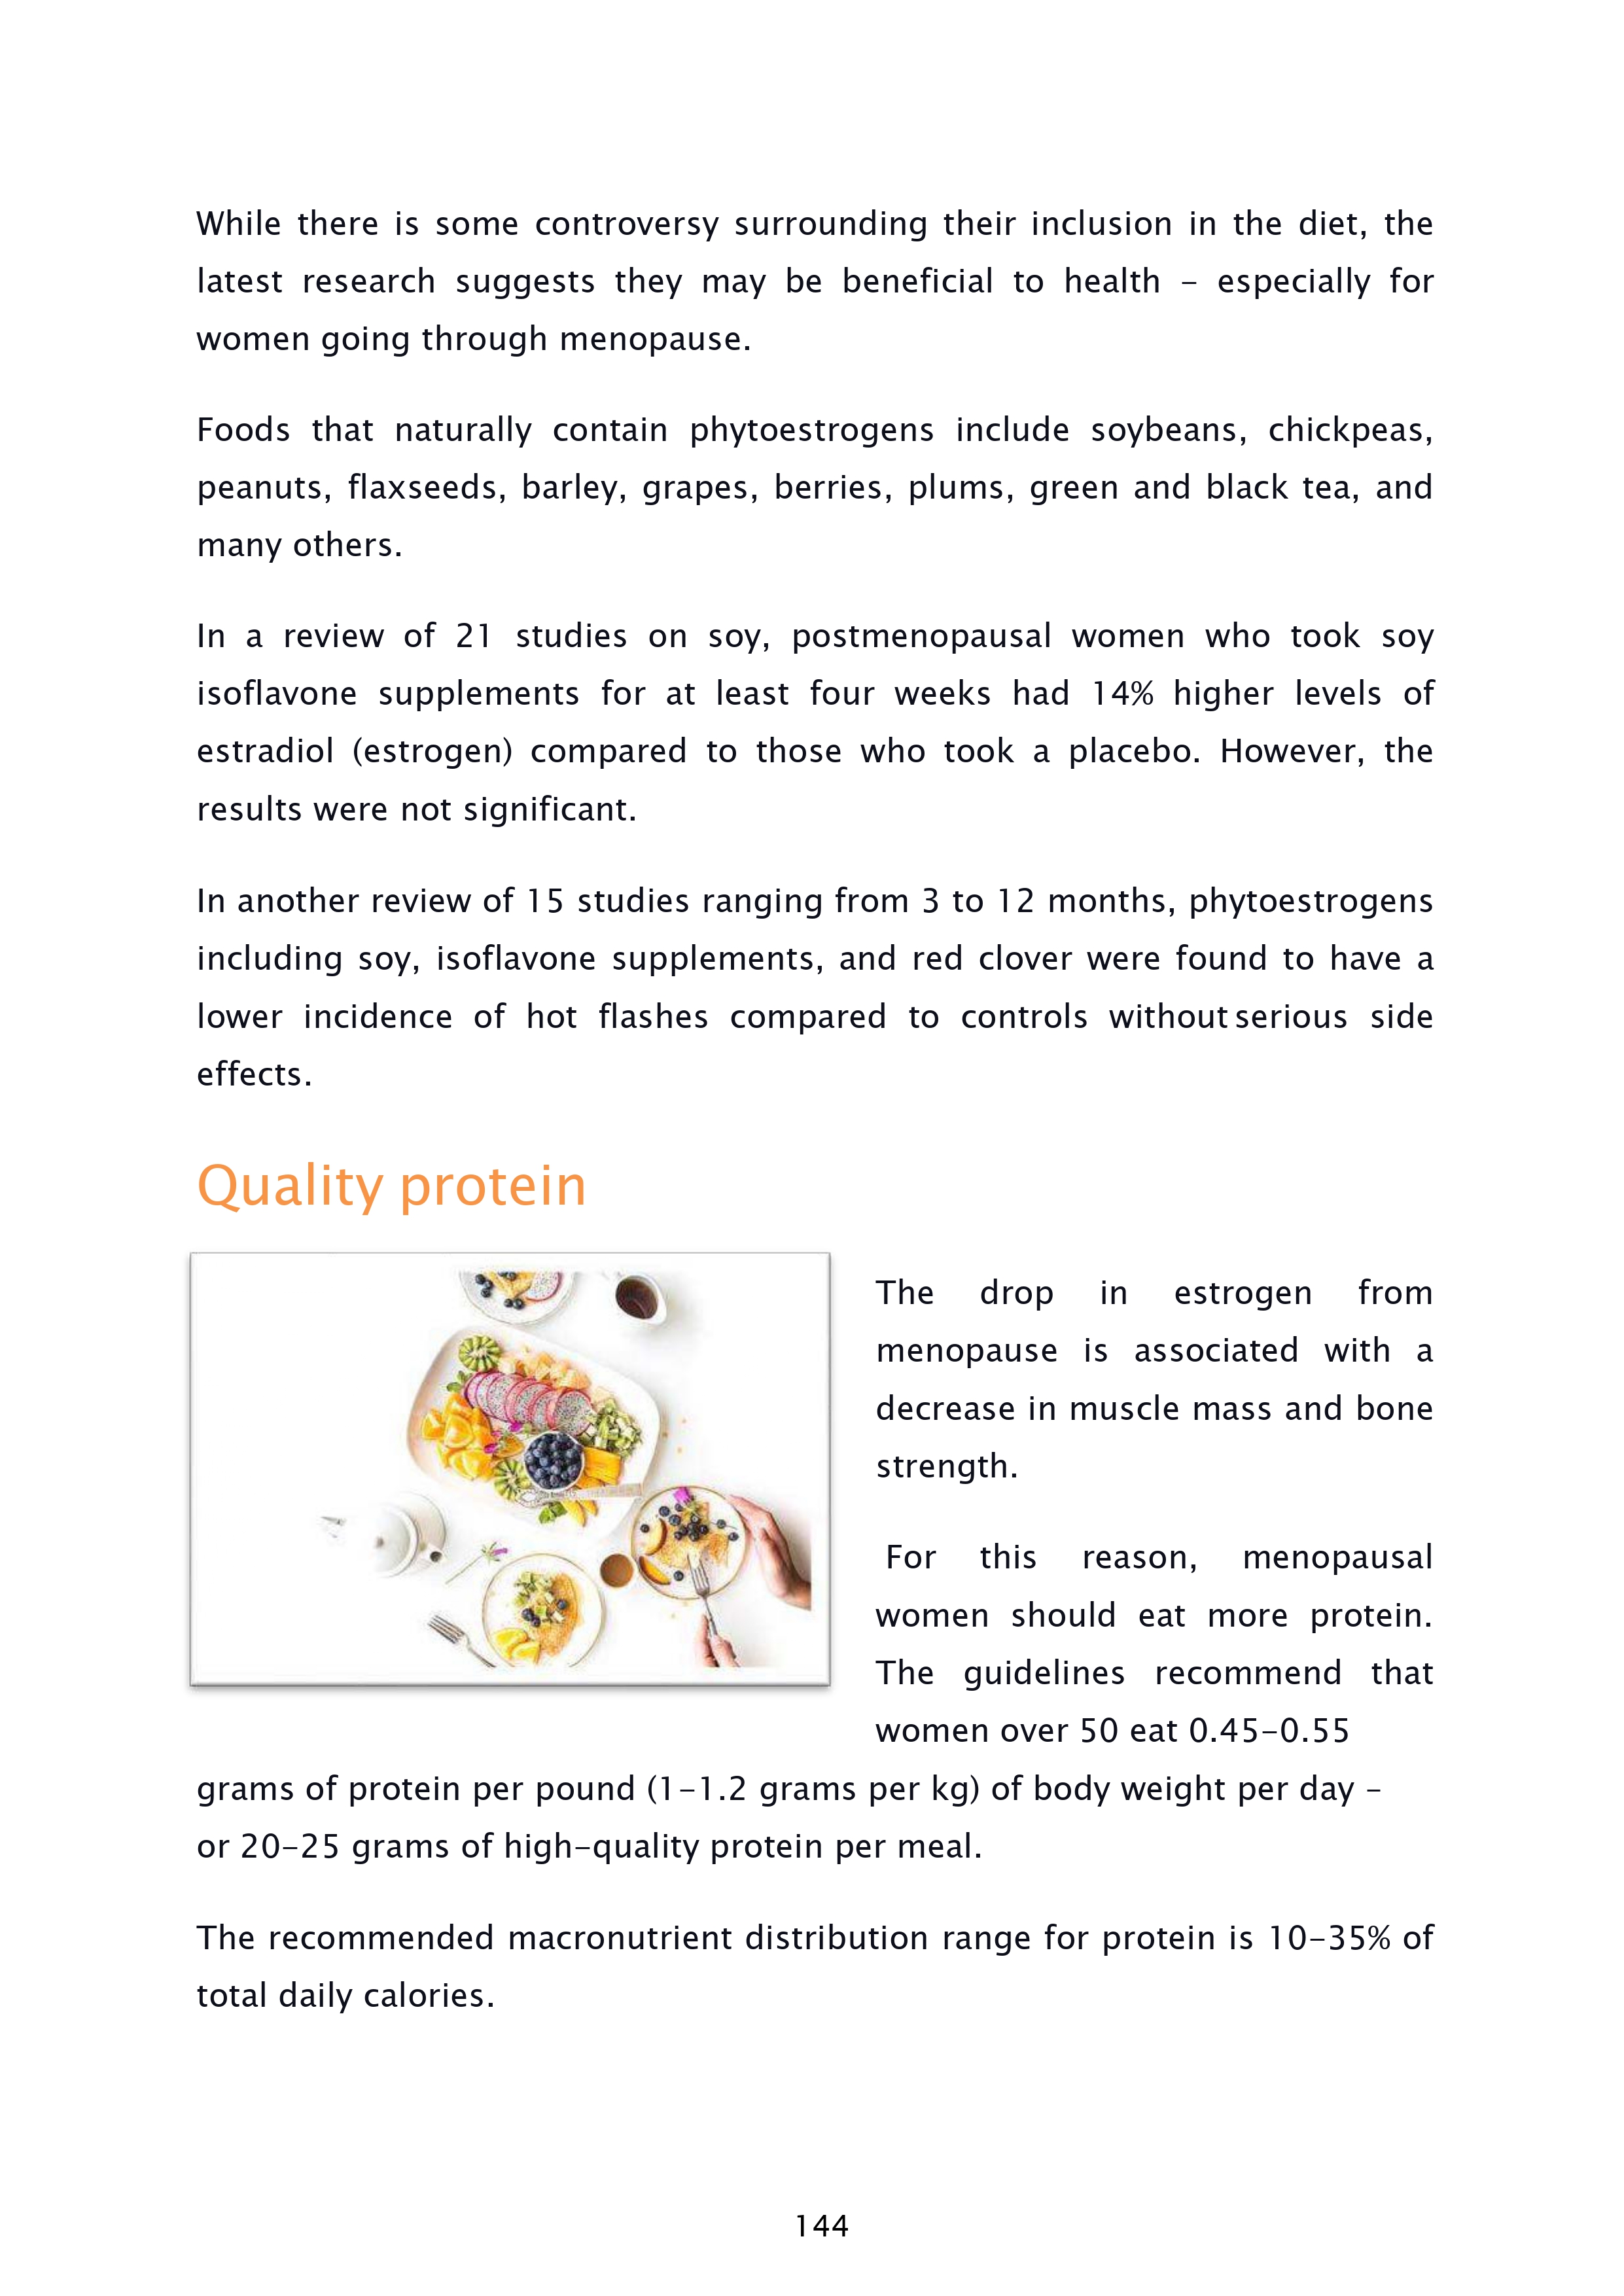 While there is some controversy surrounding their inclusion in the diet, the
latest research suggests they may be beneficial to health – especially for
women going through menopause.
Foods that naturally contain phytoestrogens include soybeans, chickpeas,
peanuts, flaxseeds, barley, grapes, berries, plums, green and black tea, and
many others.
In a review of 21 studies on soy, postmenopausal women who took soy
isoflavone supplements for at least four weeks had 14% higher levels of
estradiol (estrogen) compared to those who took a placebo. However, the
results were not significant.
In another review of 15 studies ranging from 3 to 12 months, phytoestrogens
including soy, isoflavone supplements, and red clover were found to have a
lower incidence of hot flashes compared to controls without serious side
effects.
Quality protein
The drop in estrogen from
menopause is associated with a
decrease in muscle mass and bone
strength.
For this reason, menopausal
women should eat more protein.
The guidelines recommend that
women over 50 eat 0.45–0.55
grams of protein per pound (1–1.2 grams per kg) of body weight per day –
or 20–25 grams of high-quality protein per meal.
The recommended macronutrient distribution range for protein is 10–35% of
total daily calories.
144